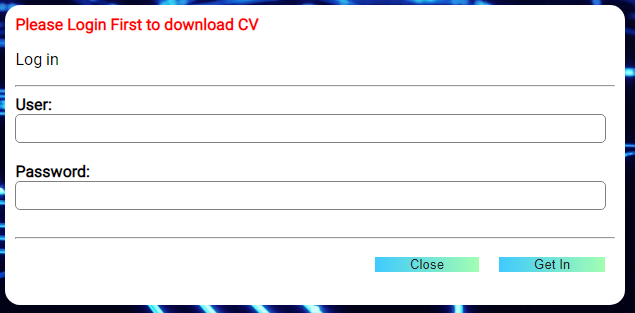 Please Login First to download CV
Log in
User:
Password:
Close Get In